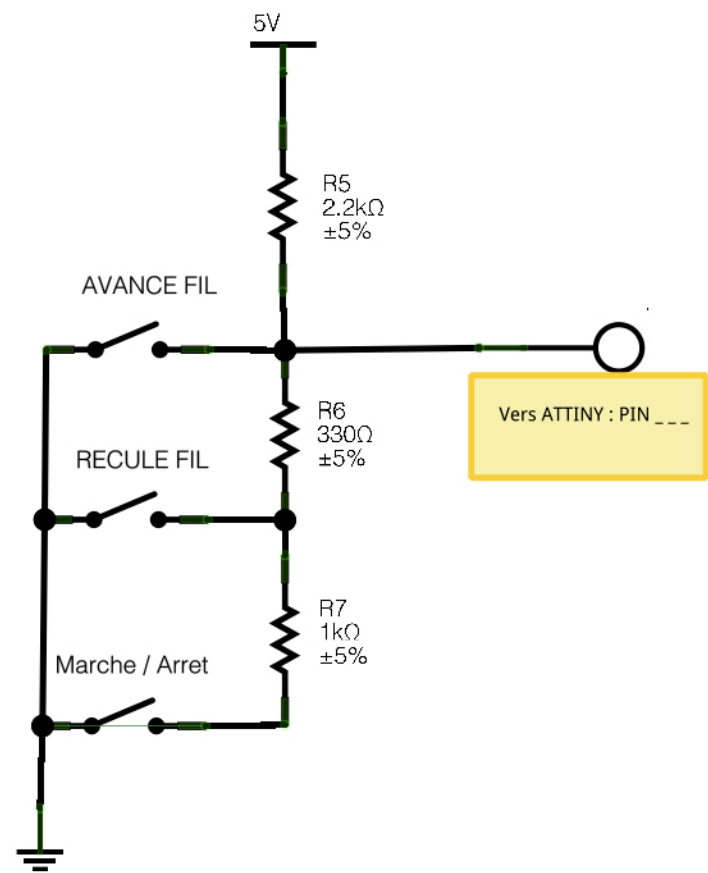 5V
R5
2.2kΩ
±5%
AVANCE FIL
Vers ATTINY : PIN _ _ _
R6
330Ω
±5%
RECULE FIL
R7
1kΩ
±5%
Marche / Arret